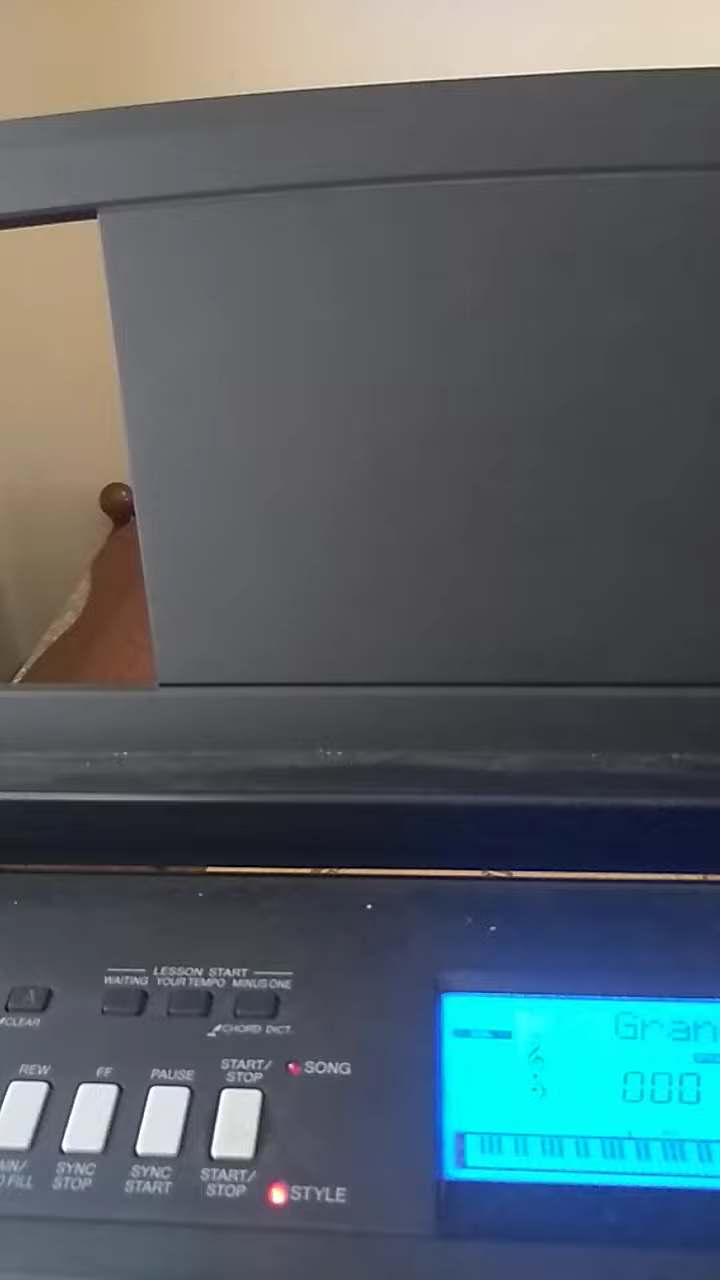 LESSON START
WAITING YOUR TEMPO MINUS ONE
A
CLEAR
CHORD DICT.
REW FF PAUSE START/
STOP
SONG
SYNC
STOP
SYNC
START
START/
STOP
STYLE
FILL
Gran
000